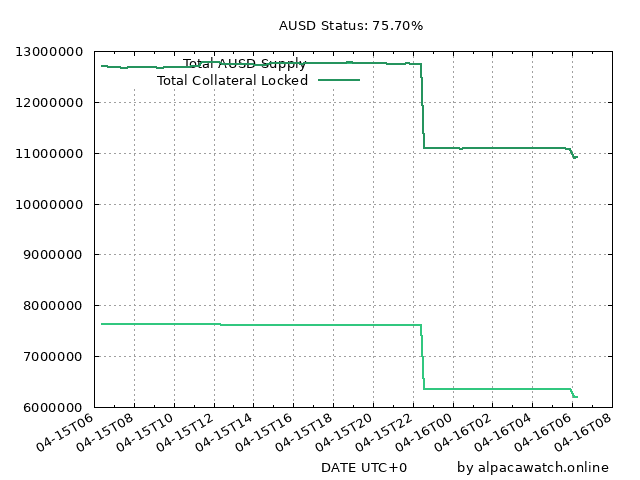 AUSD Status: 75.70%
13000000
12000000
11000000
10000000
9000000
8000000
7000000
6000000
Total AUSD Supply
Total Collateral Locked
04-15T06
04-15T08
04-15T10
04-15T12
04-15T14
04-15T16
04-15T18
04-15T20
04-15T22
04-16T00
04-16T02
04-16T04
04-16T06
04-16T08
DATE UTC+0
by alpacawatch.online